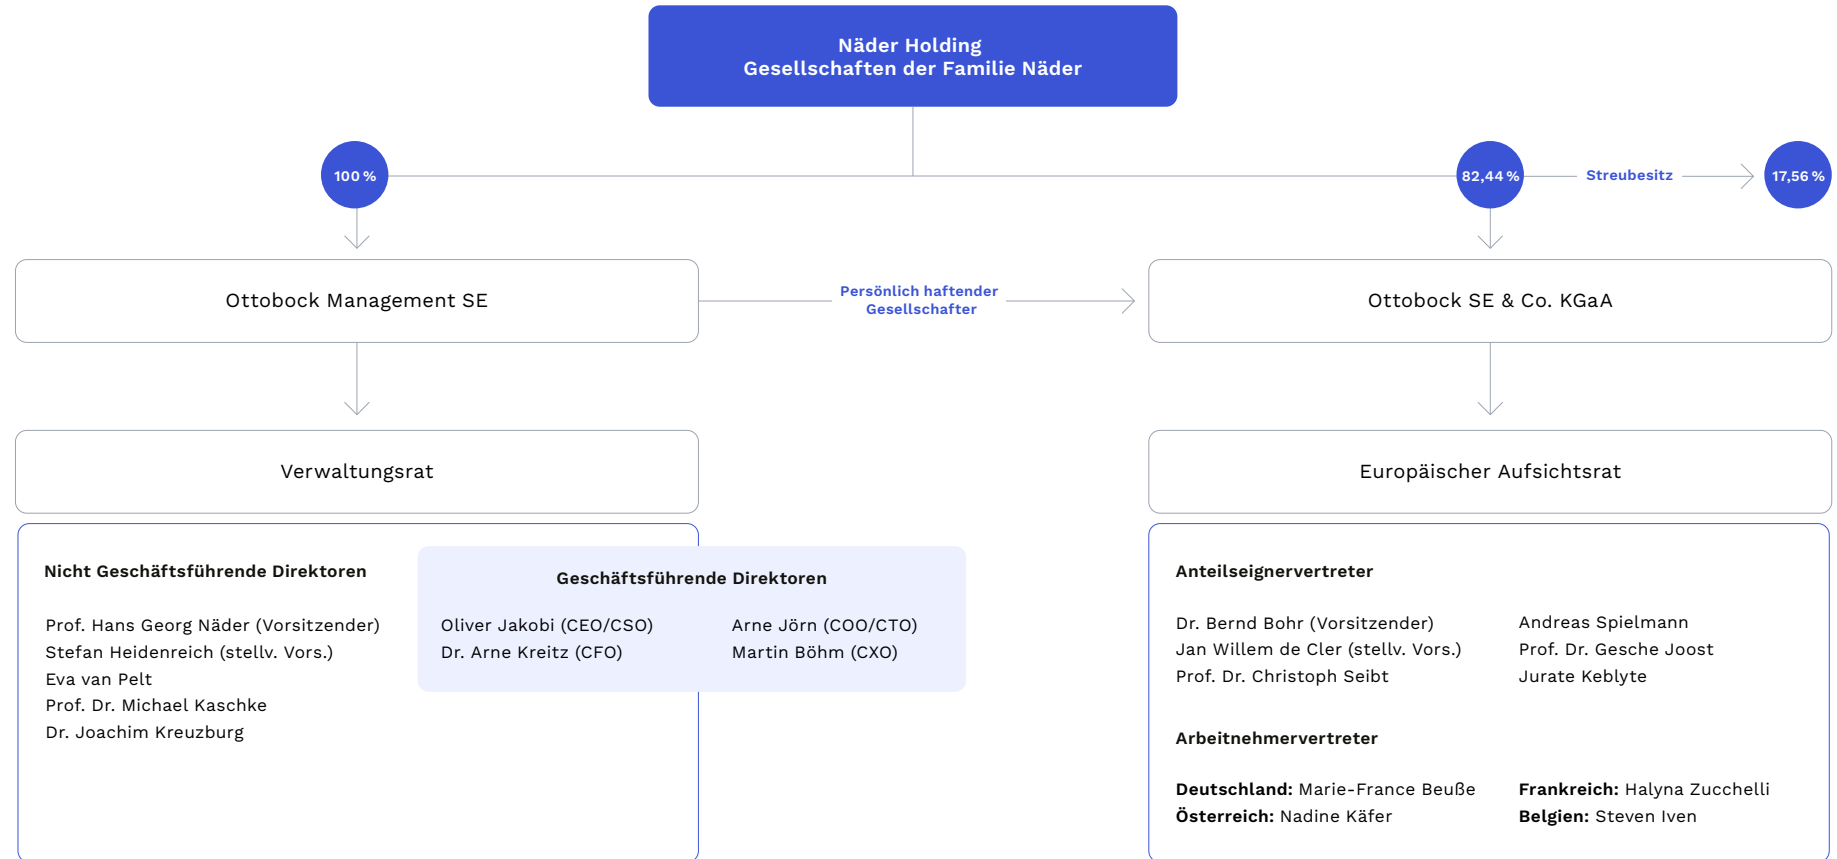 Näder Holding
Gesellschaften der Familie Näder
100 %
82,44 %
Streubesitz
17,56 %
Ottobock Management SE
Persönlich haftender
Gesellschafter
Ottobock SE & Co. KGaA
Verwaltungsrat
Europäischer Aufsichtsrat
Nicht Geschäftsführende Direktoren
Prof. Hans Georg Näder (Vorsitzender)
Stefan Heidenreich (stellv. Vors.)
Eva van Pelt
Prof. Dr. Michael Kaschke
Dr. Joachim Kreuzburg
Geschäftsführende Direktoren
Oliver Jakobi (CEO/CSO)
Dr. Arne Kreitz (CFO)
Arne Jörn (COO/CTO)
Martin Böhm (CXO)
Anteilseignervertreter
Dr. Bernd Bohr (Vorsitzender)
Jan Willem de Cler (stellv. Vors.)
Prof. Dr. Christoph Seibt
Andreas Spielmann
Prof. Dr. Gesche Joost
Jurate Keblyte
Arbeitnehmervertreter
Deutschland: Marie-France Beuße
Österreich: Nadine Käfer
Frankreich: Halyna Zucchelli
Belgien: Steven Iven